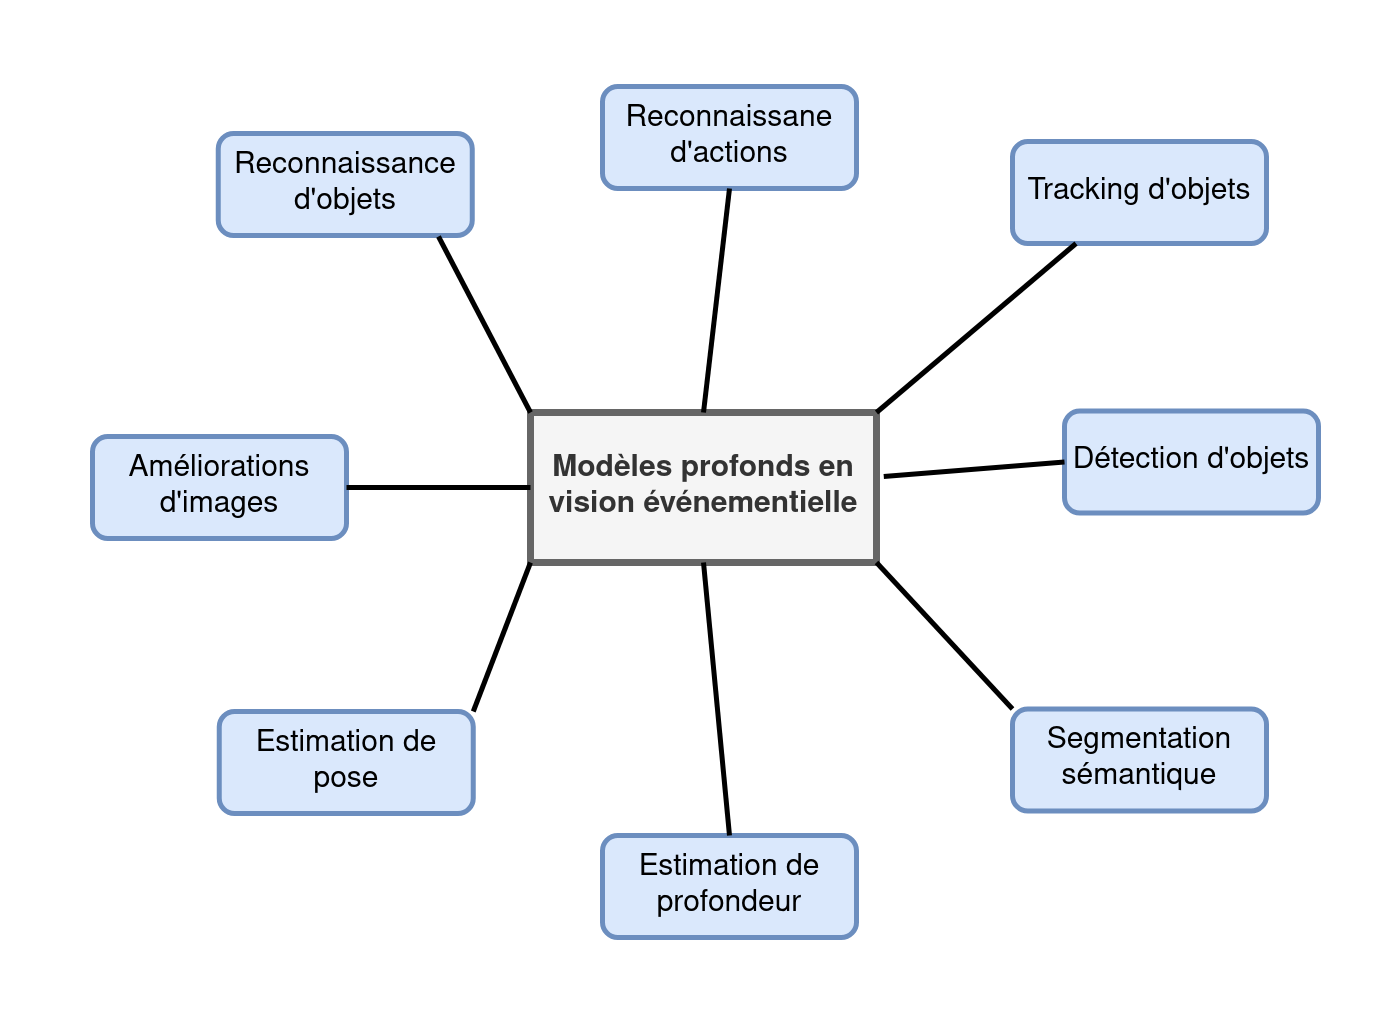 Reconnaissane
d'actions
Reconnaissance
d'objets
Tracking d'objets
Améliorations
d'images
Modèles profonds en
vision événementielle
Détection d'objets
Estimation de
pose
Segmentation
sémantique
Estimation de
profondeur